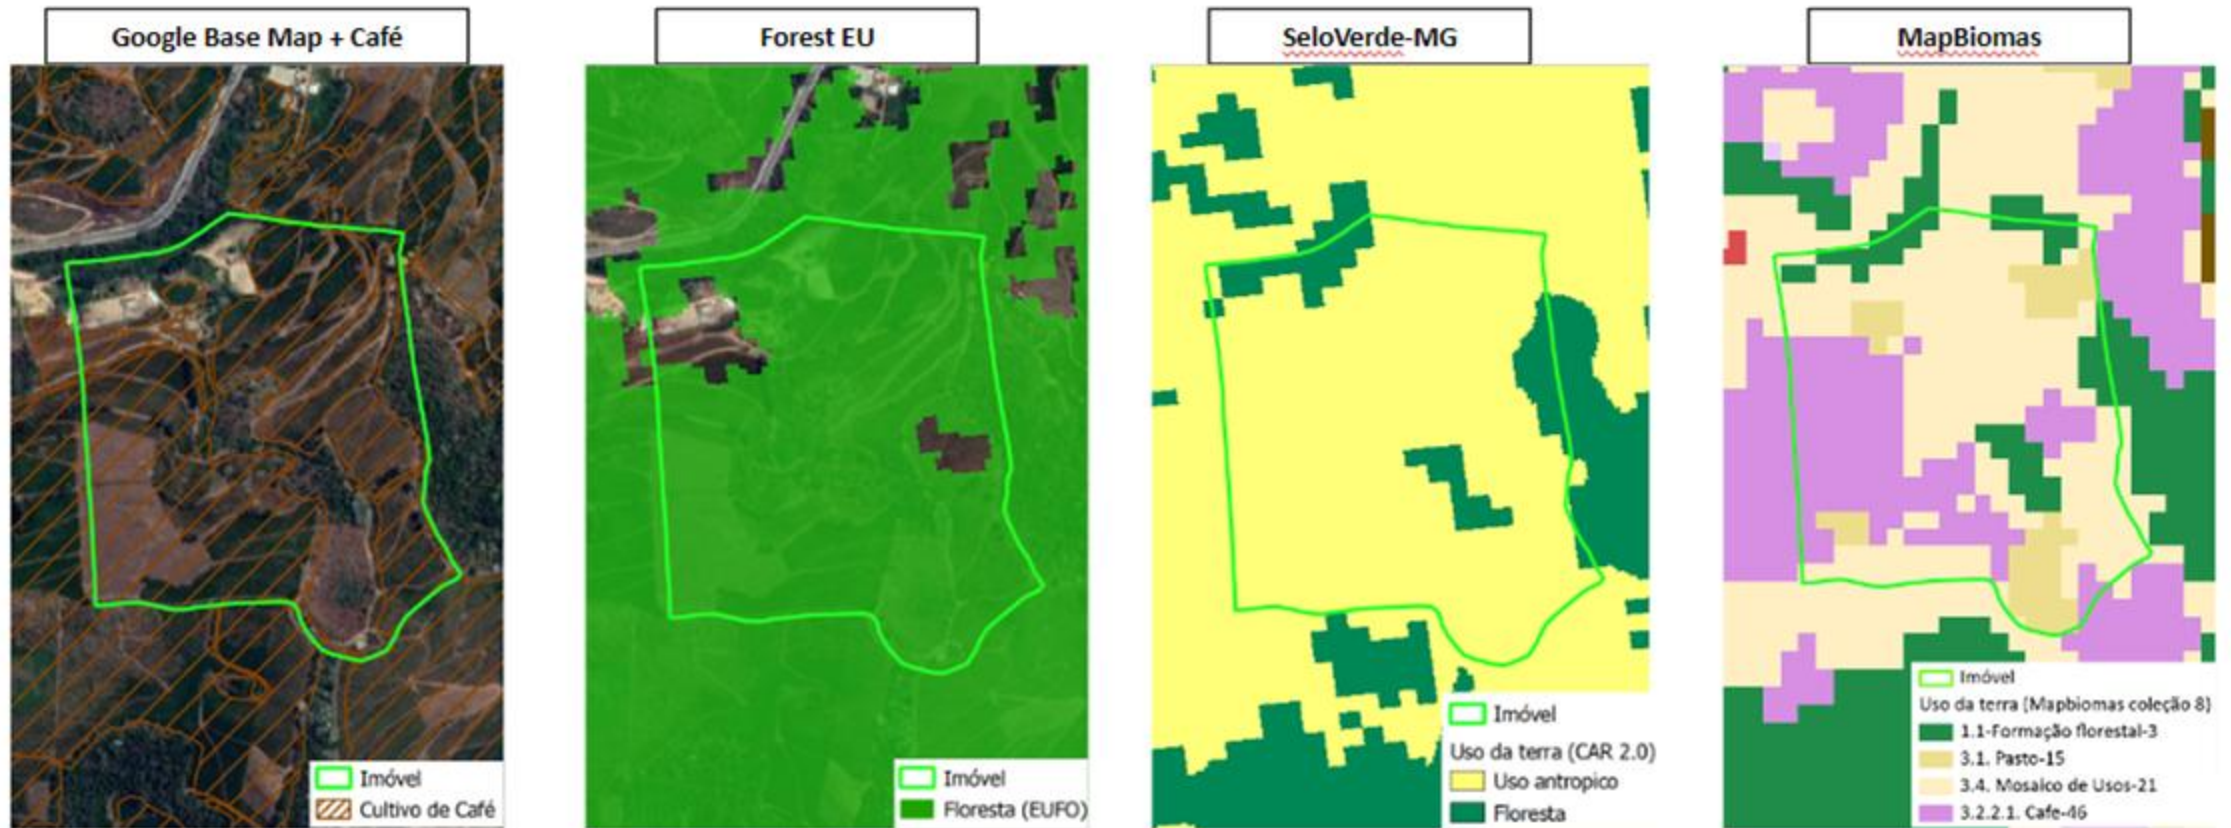 Google Base Map + Café
Forest EU
SeloVerde-MG
MapBiomas
Imóvel
Cultivo de Café
Imóvel
Floresta (EUFO)
Imóvel
Uso da terra (CAR 2.0)
Uso antropico
Floresta
Imóvel
Uso da terra (Mapbiomas coleção 8)
1.1-Formação florestal-3
3.1. Pasto-15
3.4. Mosaico de Usos-21
3.2.2.1. Cafe-46